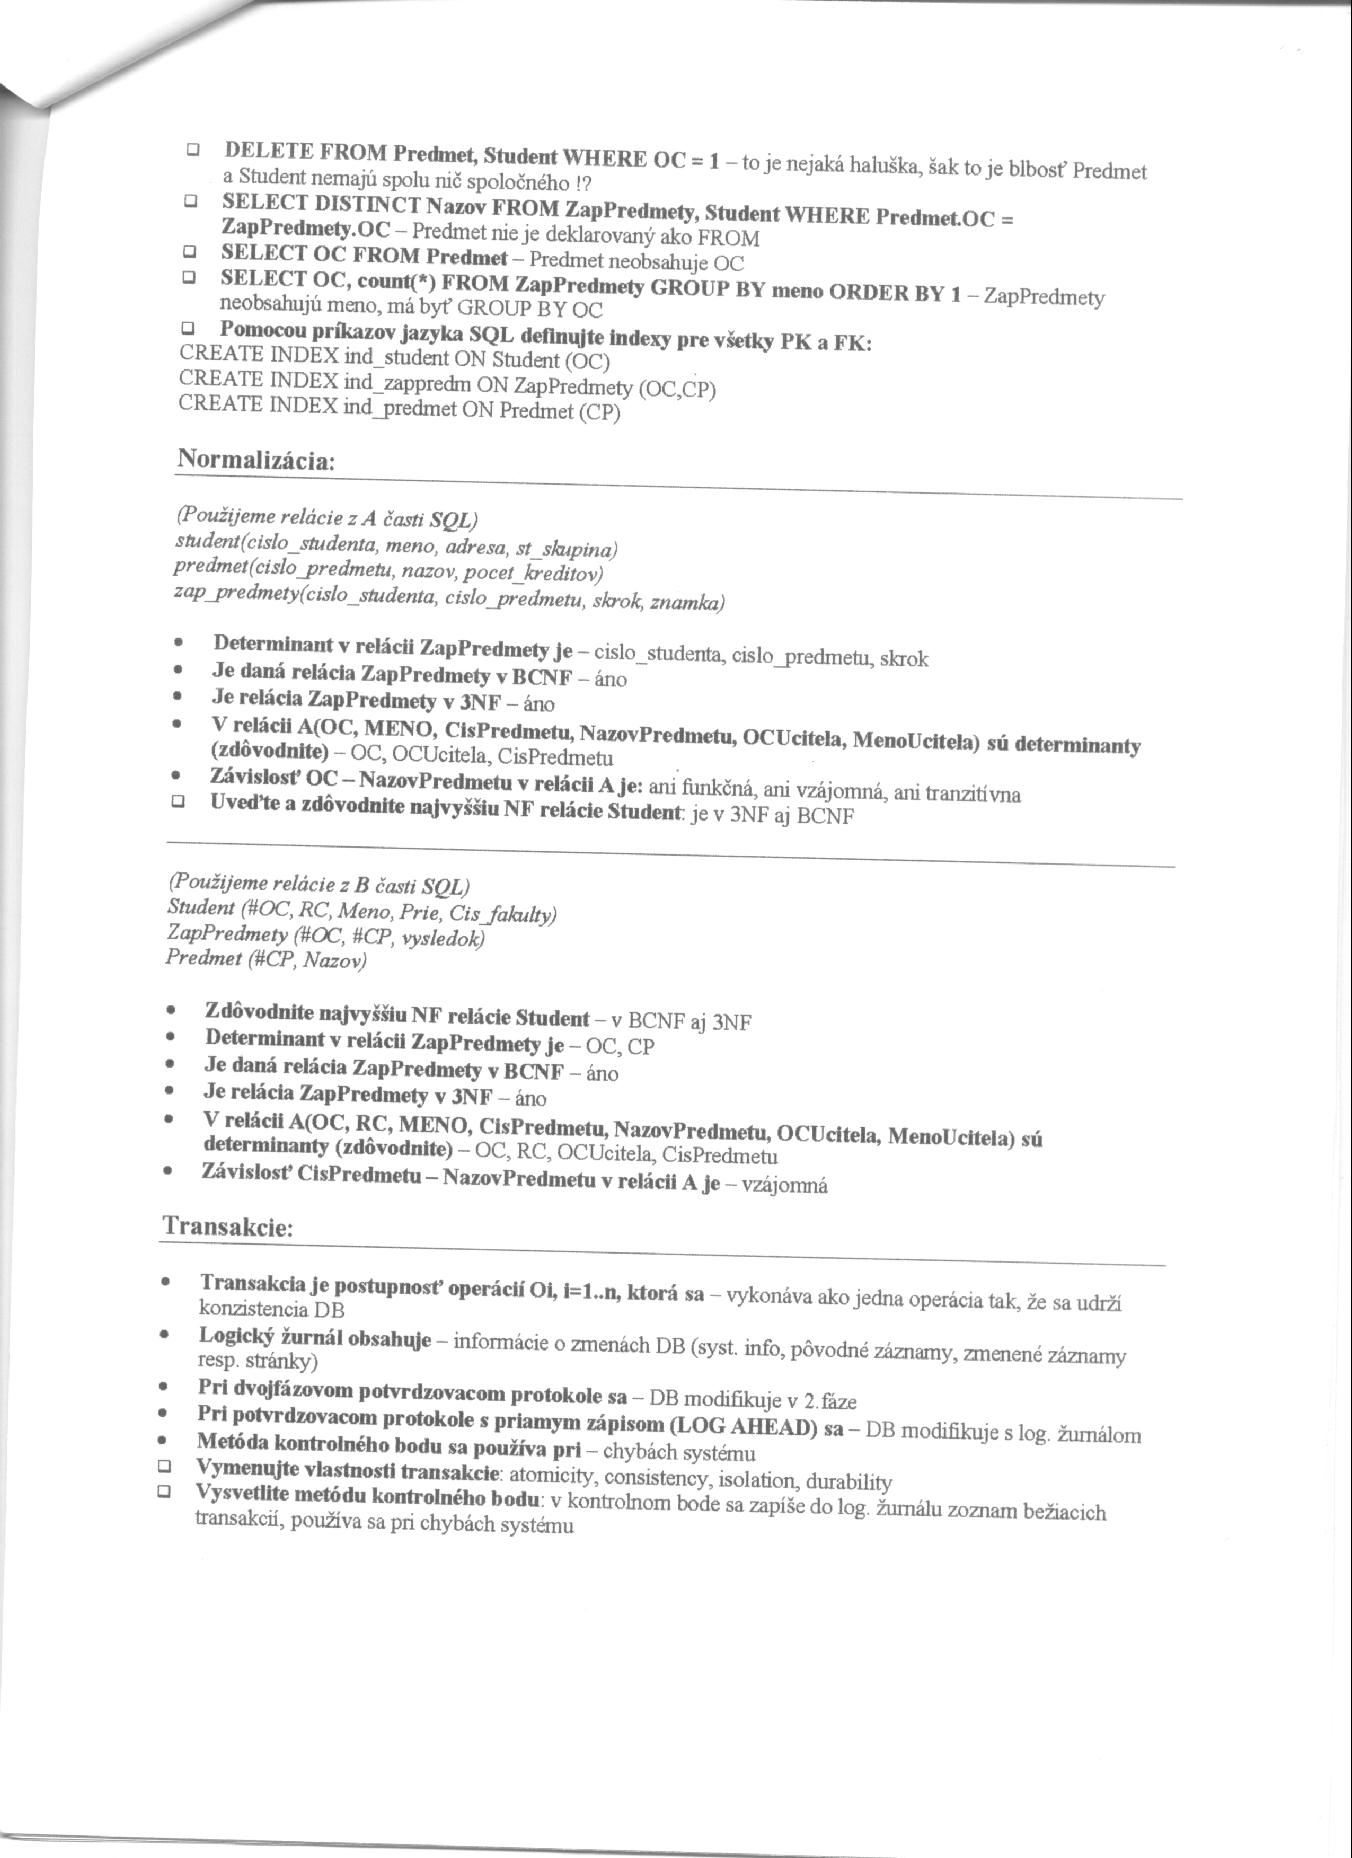 ❑ DELETE FROM Predmet, Student WHERE OC = 1 – to je nejaká haluška, šak to je blbosť Predmet
a Student nemajú spolu nič spoločného !?
❑ SELECT DISTINCT Nazov FROM ZapPredmety, Student WHERE Predmet.OC =
ZapPredmety.OC – Predmet nie je deklarovaný ako FROM
❑ SELECT OC FROM Predmet – Predmet neobsahuje OC
❑ SELECT OC, count(*) FROM ZapPredmety GROUP BY meno ORDER BY 1 – ZapPredmety
neobsahujú meno, má byť GROUP BY OC
❑ Pomocou príkazov jazyka SQL definujte indexy pre všetky PK a FK:
CREATE INDEX ind_student ON Student (OC)
CREATE INDEX ind_zappredm ON ZapPredmety (OC,CP)
CREATE INDEX ind_predmet ON Predmet (CP)
Normalizácia:
(Použijeme relácie z A časti SQL)
student(cislo_studenta, meno, adresa, st_skupina)
predmet(cislo_predmetu, nazov, pocet_kreditov)
zap_predmety(cislo_studenta, cislo_predmetu, skrok, znamka)
• Determinant v relácii ZapPredmety je – cislo_studenta, cislo_predmetu, skrok
• Je daná relácia ZapPredmety v BCNF – áno
• Je relácia ZapPredmety v 3NF – áno
• V relácii A(OC, MENO, CisPredmetu, NazovPredmetu, OCUcitela, MenoUcitela) sú determinanty
(zdôvodnite) – OC, OCUcitela, CisPredmetu
• Závislosť OC – NazovPredmetu v relácii A je: ani funkčná, ani vzájomná, ani tranzitívna
❑ Uveďte a zdôvodnite najvyššiu NF relácie Student: je v 3NF aj BCNF
(Použijeme relácie z B časti SQL)
Student (#OC, RC, Meno, Prie, Cis_fakulty)
ZapPredmety (#OC, #CP, vysledok)
Predmet (#CP, Nazov)
• Zdôvodnite najvyššiu NF relácie Student – v BCNF aj 3NF
• Determinant v relácii ZapPredmety je – OC, CP
• Je daná relácia ZapPredmety v BCNF – áno
• Je relácia ZapPredmety v 3NF – áno
• V relácii A(OC, RC, MENO, CisPredmetu, NazovPredmetu, OCUcitela, MenoUcitela) sú
determinanty (zdôvodnite) – OC, RC, OCUcitela, CisPredmetu
• Závislosť CisPredmetu – NazovPredmetu v relácii A je – vzájomná
Transakcie:
• Transakcia je postupnosť operácií Oi, i=1..n, ktorá sa – vykonáva ako jedna operácia tak, že sa udrží
konzistencia DB
• Logický žurnál obsahuje – informácie o zmenách DB (syst. info, pôvodné záznamy, zmenené záznamy
resp. stránky)
• Pri dvojfázovom potvrdzovacom protokole sa – DB modifikuje v 2.fáze
• Pri potvrdzovacom protokole s priamym zápisom (LOG AHEAD) sa – DB modifikuje s log. žurnálom
• Metóda kontrolného bodu sa používa pri – chybách systému
❑ Vymenujte vlastnosti transakcie: atomicity, consistency, isolation, durability
❑ Vysvetlite metódu kontrolného bodu: v kontrolnom bode sa zapíše do log. žurnálu zoznam bežiacich
transakcií, používa sa pri chybách systému